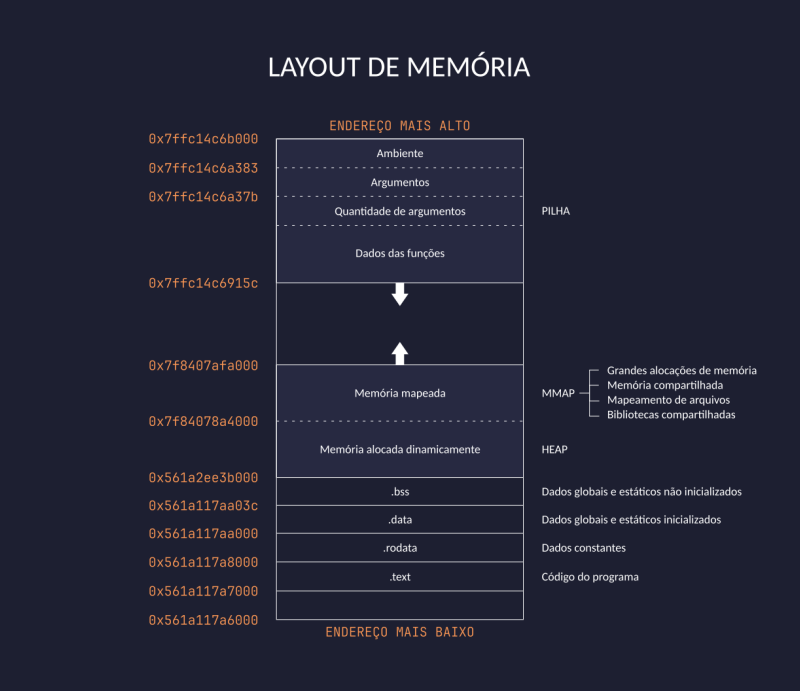 LAYOUT DE MEMÓRIA
ENDEREÇO MAIS ALTO
0x7ffc14c6b000
Ambiente
0x7ffc14c6a383
Argumentos
0x7ffc14c6a37b
Quantidade de argumentos
PILHA
Dados das funções
0x7ffc14c6915c
0x7f8407afa000
Memória mapeada
MMAP
Grandes alocações de memória
Memória compartilhada
Mapeamento de arquivos
Bibliotecas compartilhadas
0x7f84078a4000
Memória alocada dinamicamente
HEAP
0x561a2ee3b000
.bss
Dados globais e estáticos não inicializados
0x561a117aa03c
.data
Dados globais e estáticos inicializados
0x561a117aa000
.rodata
Dados constantes
0x561a117a8000
.text
Código do programa
0x561a117a7000
0x561a117a6000
ENDEREÇO MAIS BAIXO